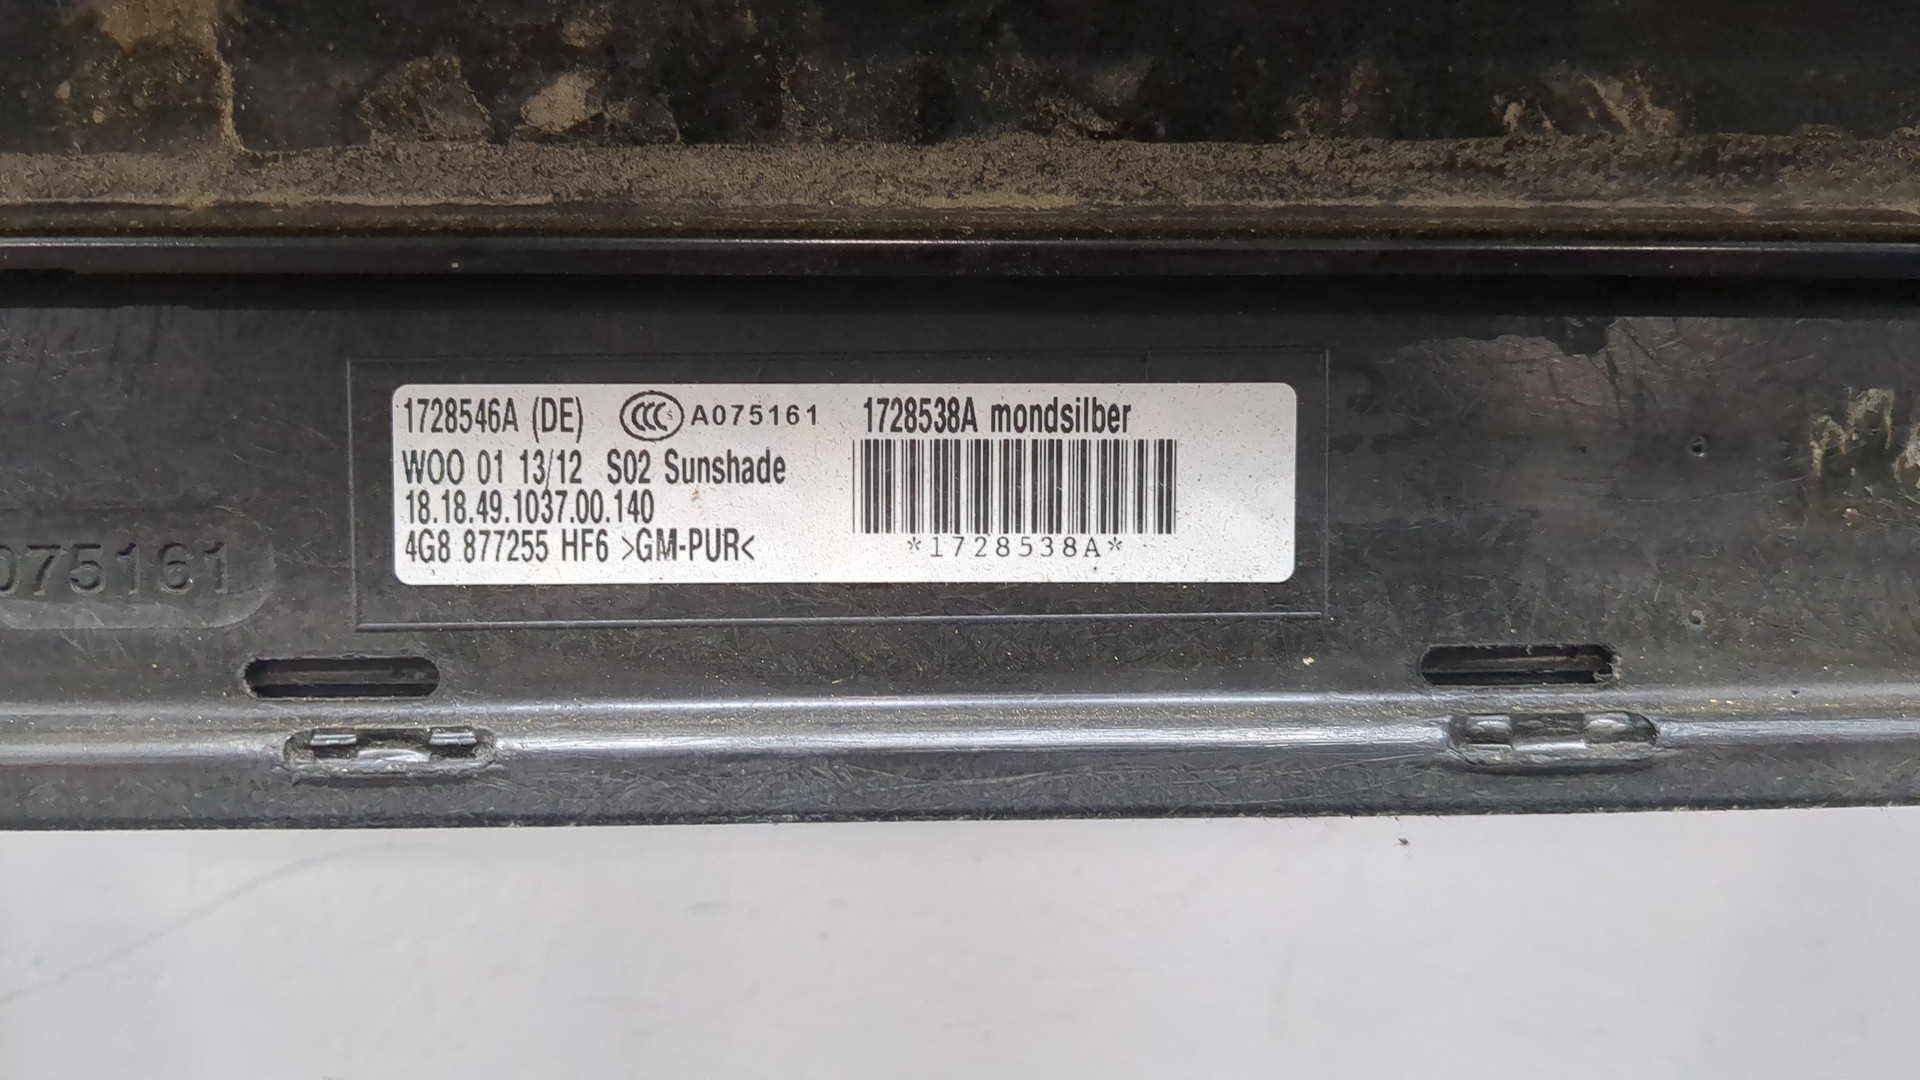 1728546A (DE) CCC S A075161 1728538A mondsilber
WOO 01 13/12 S02 Sunshade
18.18.49.1037.00.140
4G8 877255 HF6 >GM-PUR<
*1728538A*
075161